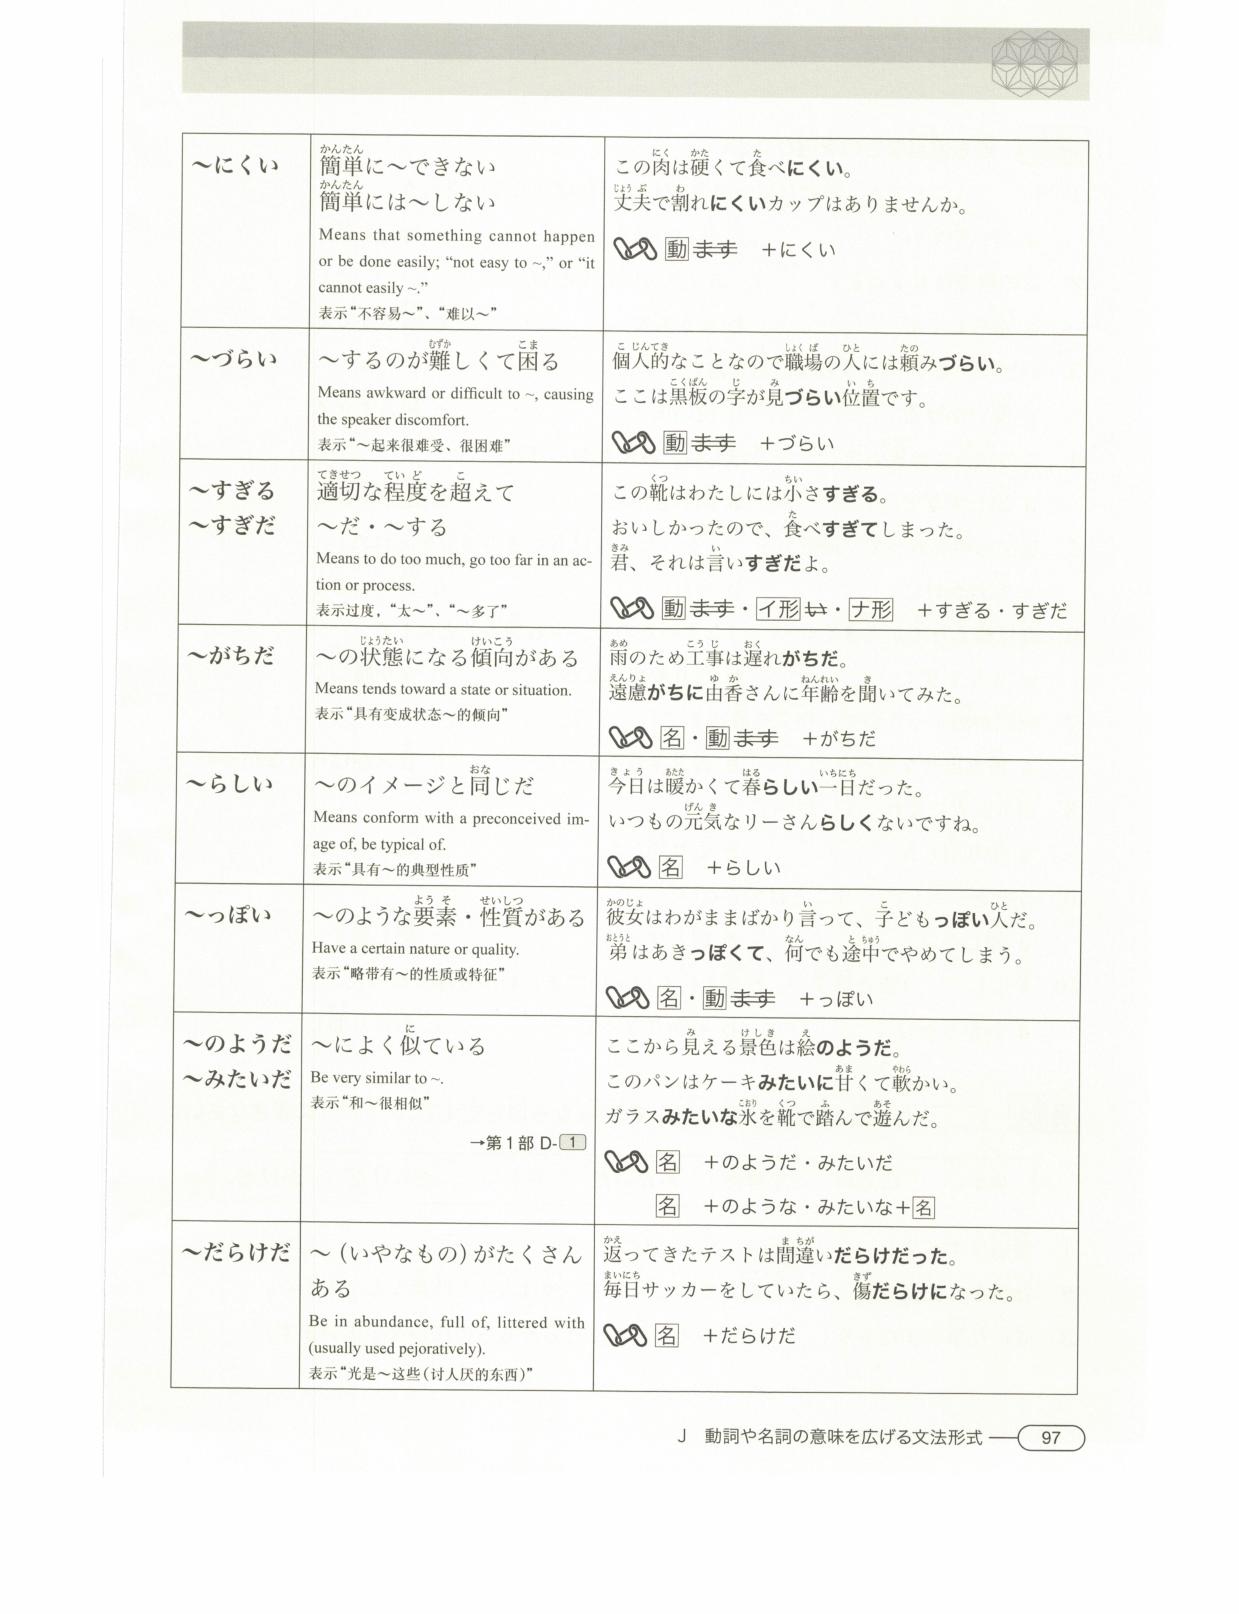 ～にくい
簡単に～できない
簡単には～しない
Means that something cannot happen
or be done easily; “not easy to ~,” or “it
cannot easily ~.”
表示“不容易～”、“难以～”
この肉は硬くて食べにくい。
丈夫で割れにくいカップはありませんか。
動ます　＋にくい
～づらい
～するのが難しくて困る
Means awkward or difficult to ~, causing
the speaker discomfort.
表示“～起来很难受、很困难”
個人的なことなので職場の人には頼みづらい。
ここは黒板の字が見づらい位置です。
動ます　＋づらい
～すぎる
～すぎだ
適切な程度を超えて
～だ・～する
Means to do too much, go too far in an ac-
tion or process.
表示过度，“太～”、“～多了”
この靴はわたしには小さすぎる。
おいしかったので、食べすぎてしまった。
君、それは言いすぎだよ。
動ます・イ形い・ナ形　＋すぎる・すぎだ
～がちだ
～の状態になる傾向がある
Means tends toward a state or situation.
表示“具有变成状态～的倾向”
雨のため工事は遅れがちだ。
遠慮がちに由香さんに年齢を聞いてみた。
名・動ます　＋がちだ
～らしい
～のイメージと同じだ
Means conform with a preconceived im-
age of, be typical of.
表示“具有～的典型性质”
今日は暖かくて春らしい一日だった。
いつもの元気なリーさんらしくないですね。
名　＋らしい
～っぽい
～のような要素・性質がある
Have a certain nature or quality.
表示“略带有～的性质或特征”
彼女はわがままばかり言って、子どもっぽい人だ。
弟はあきっぽくて、何でも途中でやめてしまう。
名・動ます　＋っぽい
～のようだ
～みたいだ
～によく似ている
Be very similar to ~.
表示“和～很相似”
→第1部 D-1
ここから見える景色は絵のようだ。
このパンはケーキみたいに甘くて軟かい。
ガラスみたいな氷を靴で踏んで遊んだ。
名　＋のようだ・みたいだ
名　＋のような・みたいな＋名
～だらけだ
～（いやなもの）がたくさん
ある
Be in abundance, full of, littered with
(usually used pejoratively).
表示“光是～这些（讨人厌的东西）”
返ってきたテストは間違いだらけだった。
毎日サッカーをしていたら、傷だらけになった。
名　＋だらけだ
J　動詞や名詞の意味を広げる文法形式　97